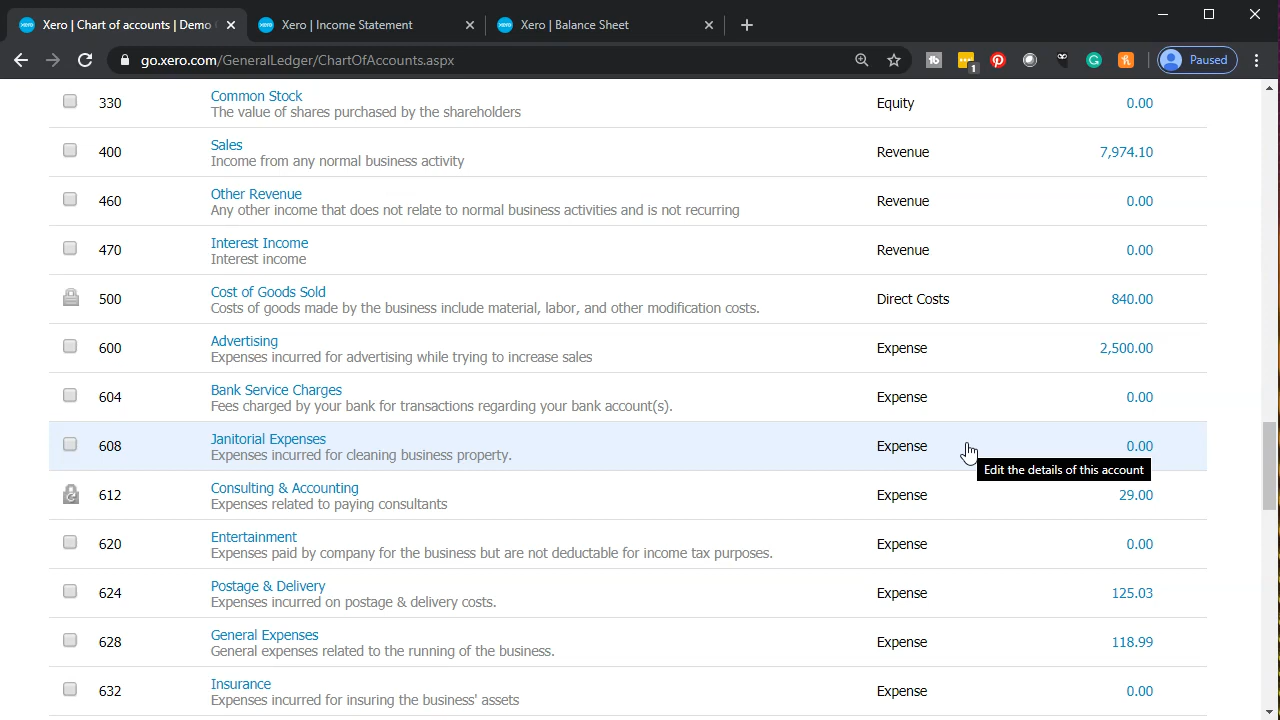 Xero | Chart of accounts | Demo
Xero | Income Statement
Xero | Balance Sheet
go.xero.com/GeneralLedger/ChartOfAccounts.aspx
1
Paused
330 Common Stock Equity 0.00
The value of shares purchased by the shareholders
400 Sales Revenue 7,974.10
Income from any normal business activity
460 Other Revenue Revenue 0.00
Any other income that does not relate to normal business activities and is not recurring
470 Interest Income Revenue 0.00
Interest income
500 Cost of Goods Sold Direct Costs 840.00
Costs of goods made by the business include material, labor, and other modification costs.
600 Advertising Expense 2,500.00
Expenses incurred for advertising while trying to increase sales
604 Bank Service Charges Expense 0.00
Fees charged by your bank for transactions regarding your bank account(s).
608 Janitorial Expenses Expense 0.00
Expenses incurred for cleaning business property.
Edit the details of this account
612 Consulting & Accounting Expense 29.00
Expenses related to paying consultants
620 Entertainment Expense 0.00
Expenses paid by company for the business but are not deductable for income tax purposes.
624 Postage & Delivery Expense 125.03
Expenses incurred on postage & delivery costs.
628 General Expenses Expense 118.99
General expenses related to the running of the business.
632 Insurance Expense 0.00
Expenses incurred for insuring the business' assets